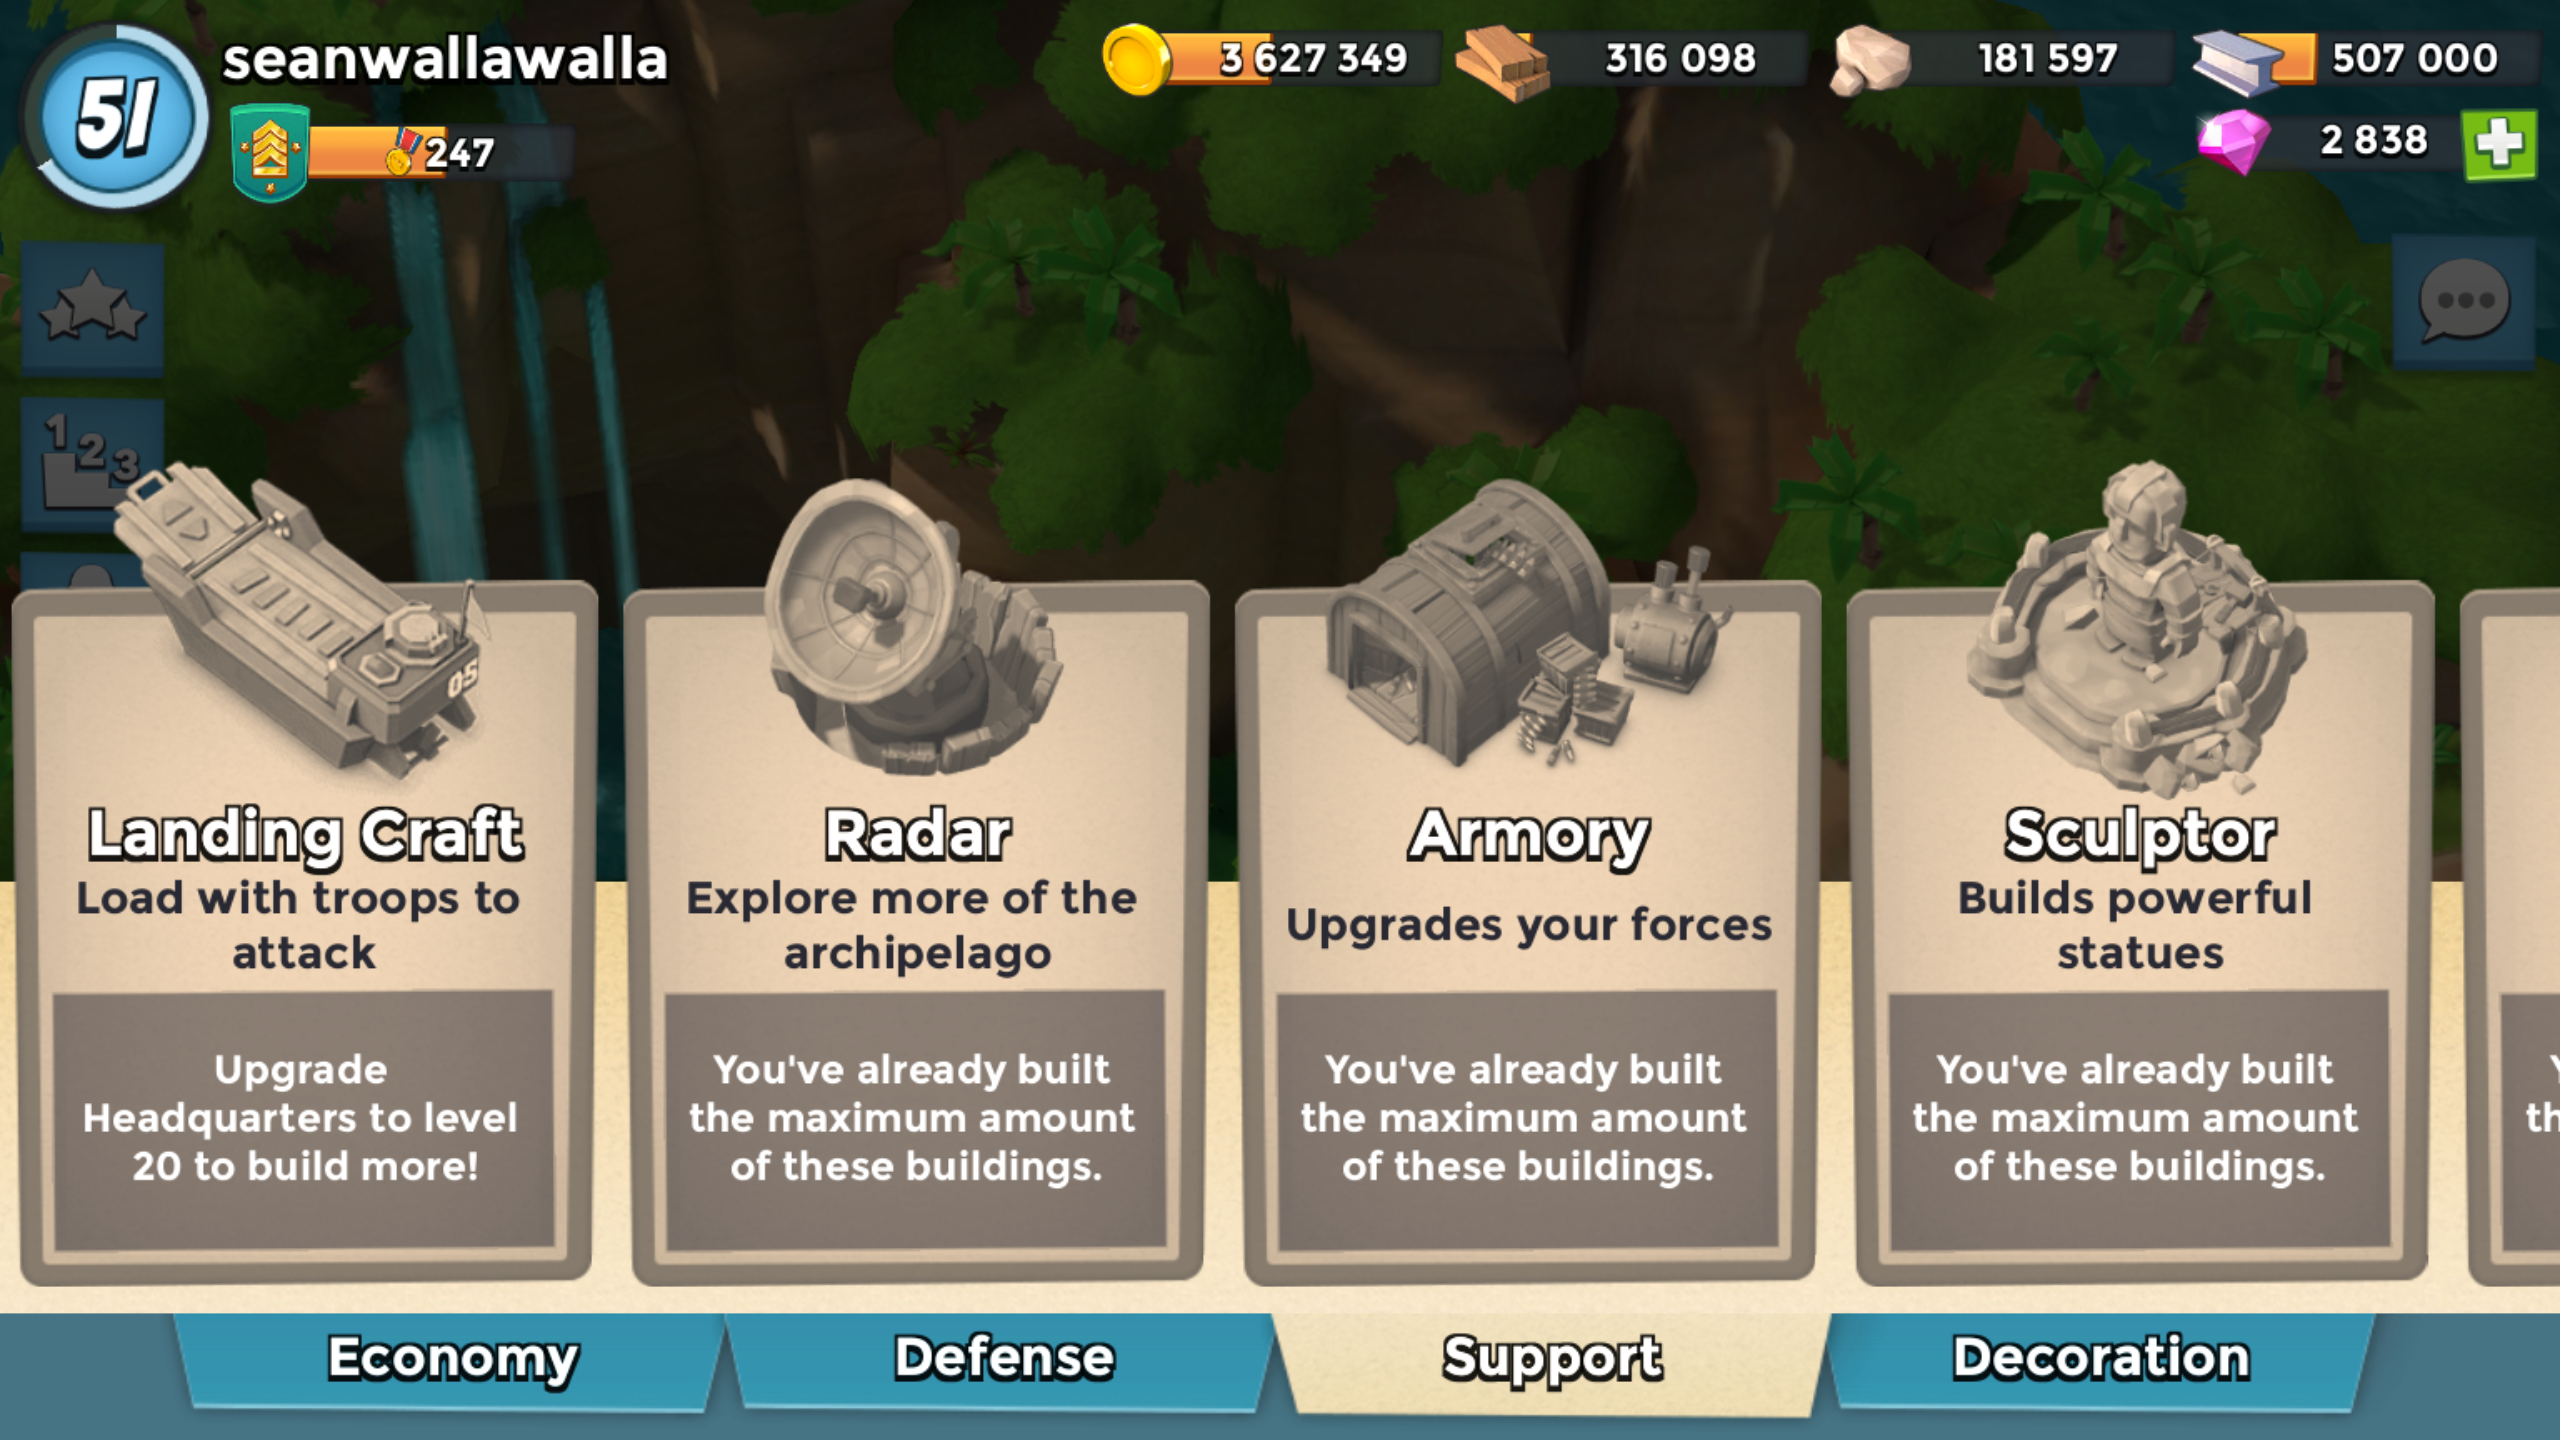 51
seanwallawalla
3 627 349
316 098
181 597
507 000
247
2 838
1 2 3
05
Landing Craft
Load with troops to
attack
Upgrade
Headquarters to level
20 to build more!
Radar
Explore more of the
archipelago
You've already built
the maximum amount
of these buildings.
Armory
Upgrades your forces
You've already built
the maximum amount
of these buildings.
Sculptor
Builds powerful
statues
You've already built
the maximum amount
of these buildings.
Economy
Defense
Support
Decoration